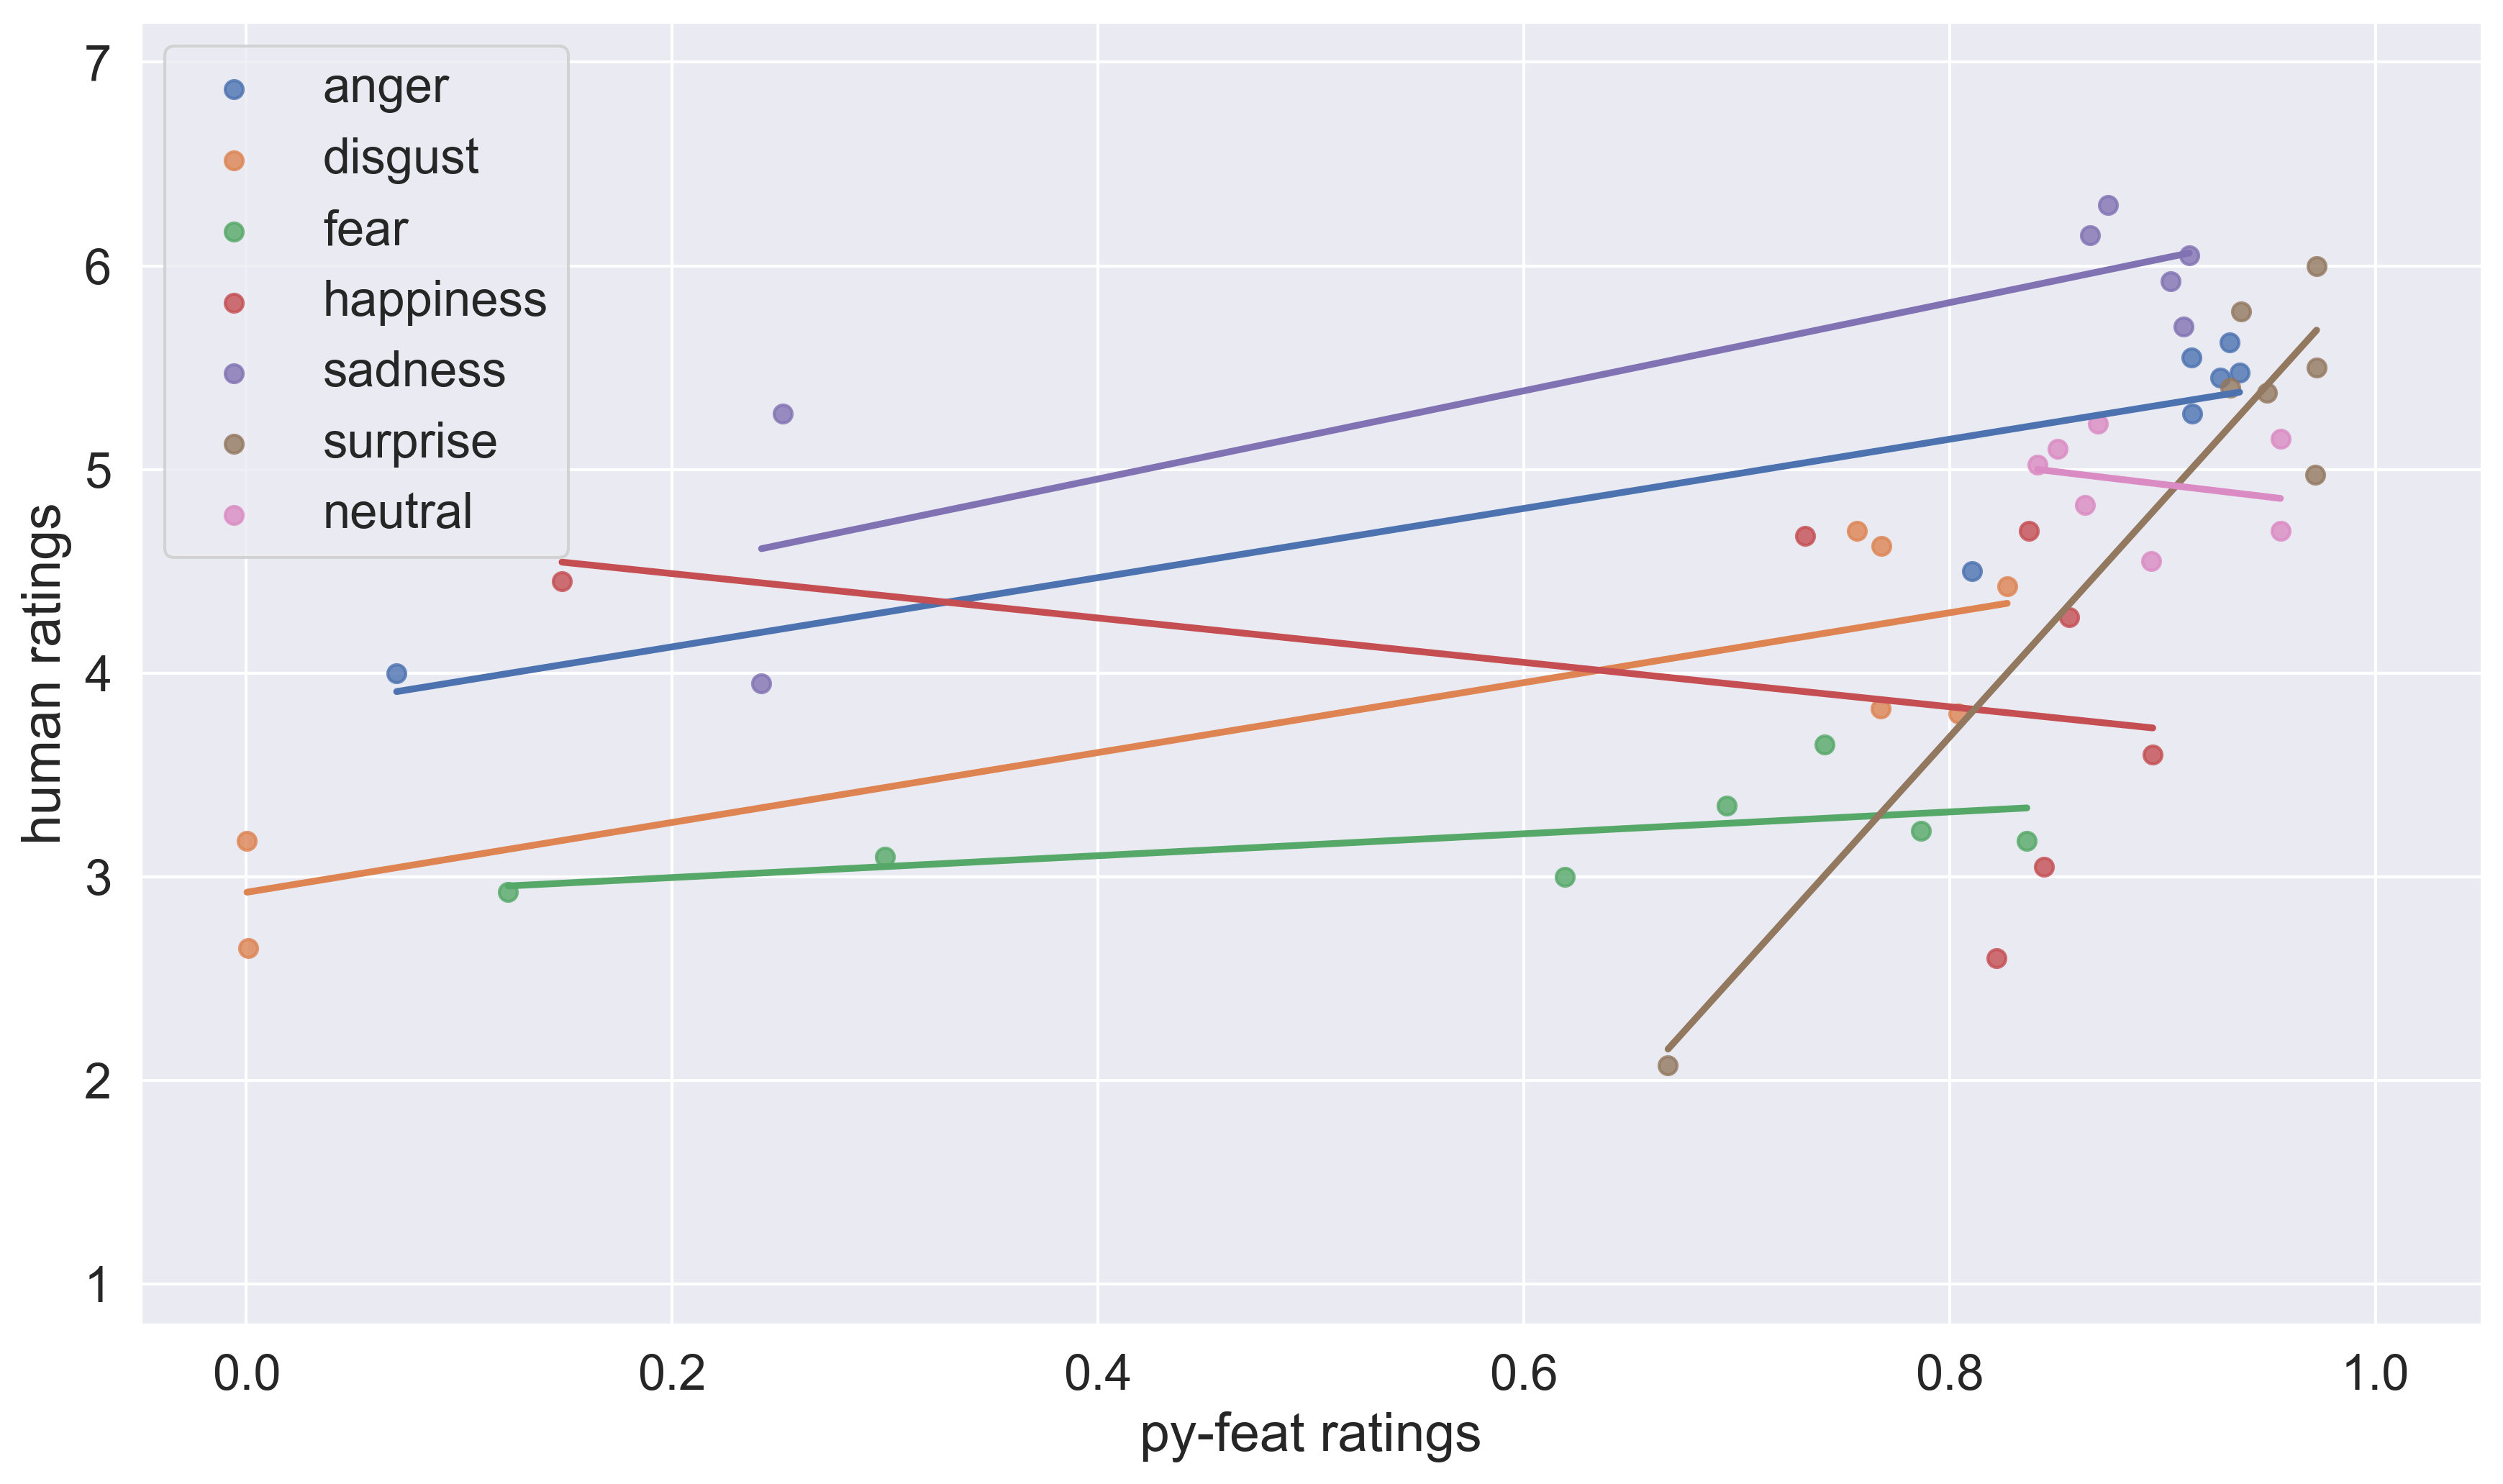 anger
disgust
fear
happiness
sadness
surprise
neutral
7
6
5
4
3
2
1
human ratings
0.0 0.2 0.4 0.6 0.8 1.0
py-feat ratings